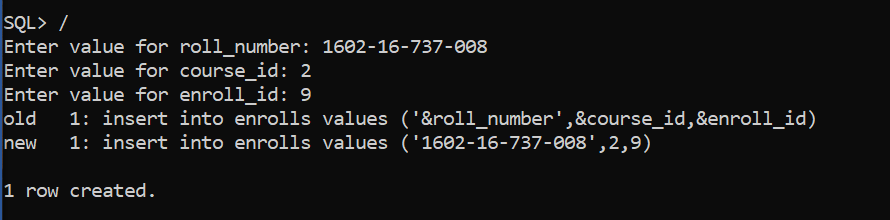 SQL> /
Enter value for roll_number: 1602-16-737-008
Enter value for course_id: 2
Enter value for enroll_id: 9
old   1: insert into enrolls values ('&roll_number',&course_id,&enroll_id)
new   1: insert into enrolls values ('1602-16-737-008',2,9)
1 row created.